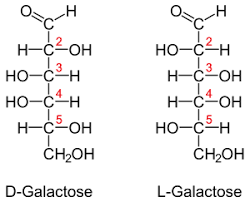 O H O H
C C
H C 2 OH HO C 2 H
HO C 3 H H C 3 OH
HO C 4 H H C 4 OH
H C 5 OH HO C 5 H
CH₂OH CH₂OH
D-Galactose L-Galactose